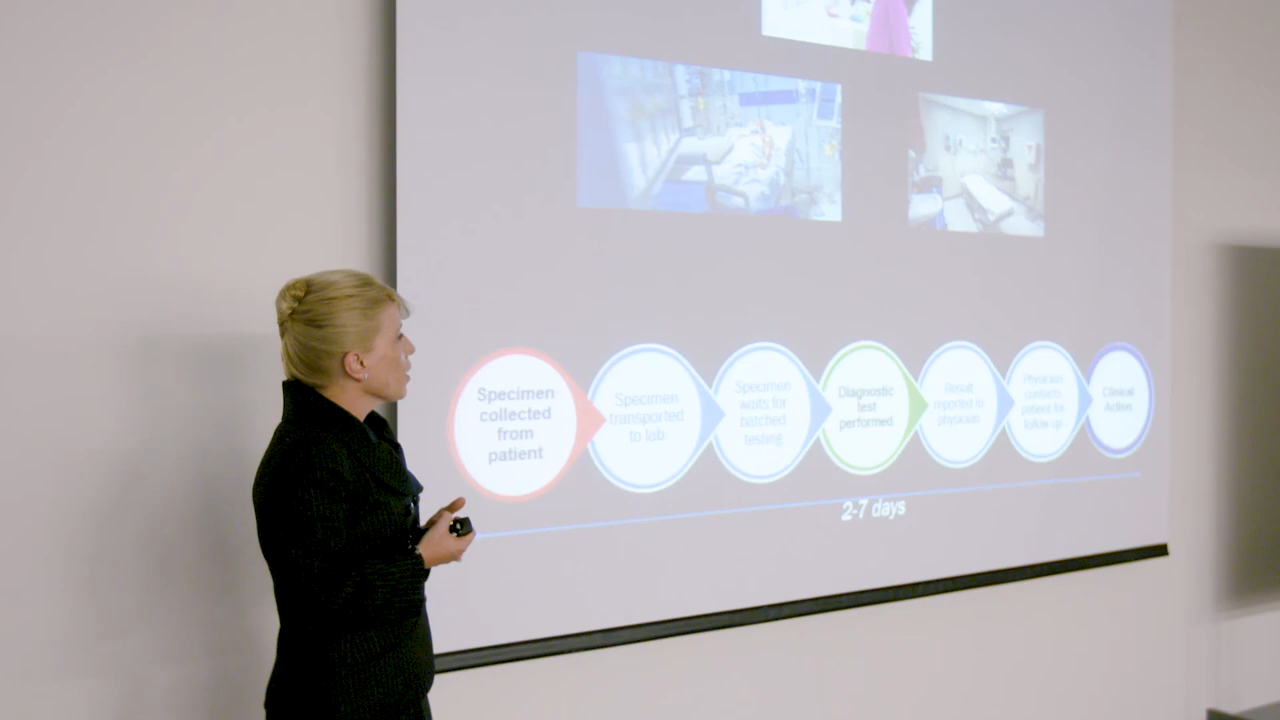 Specimen
collected
from
patient
Specimen
transported
to lab
Specimen
waits for
batched
testing
Diagnostic
test
performed
Result
reported to
physician
Physician
contacts
patient for
follow up
Clinical
Action
2-7 days